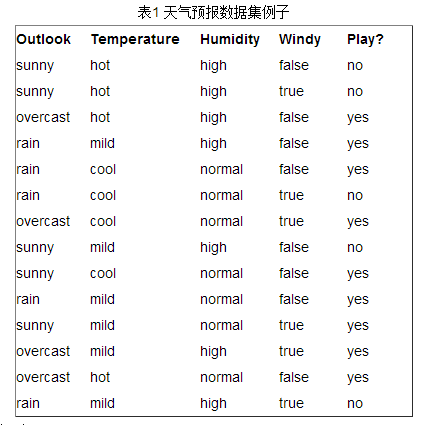 表1 天气预报数据集例子
Outlook Temperature Humidity Windy Play?
sunny hot high false no
sunny hot high true no
overcast hot high false yes
rain mild high false yes
rain cool normal false yes
rain cool normal true no
overcast cool normal true yes
sunny mild high false no
sunny cool normal false yes
rain mild normal false yes
sunny mild normal true yes
overcast mild high true yes
overcast hot normal false yes
rain mild high true no